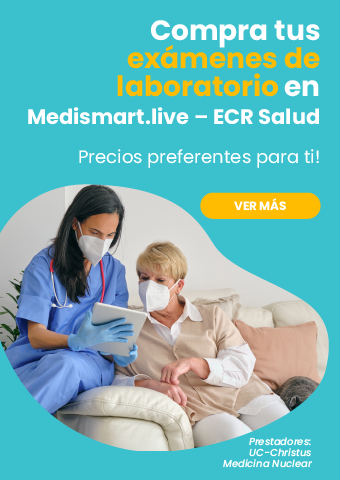 Compra tus
exámenes de
laboratorio en
Medismart.live – ECR Salud
Precios preferentes para ti!
VER MÁS
Prestadores:
UC-Christus
Medicina Nuclear